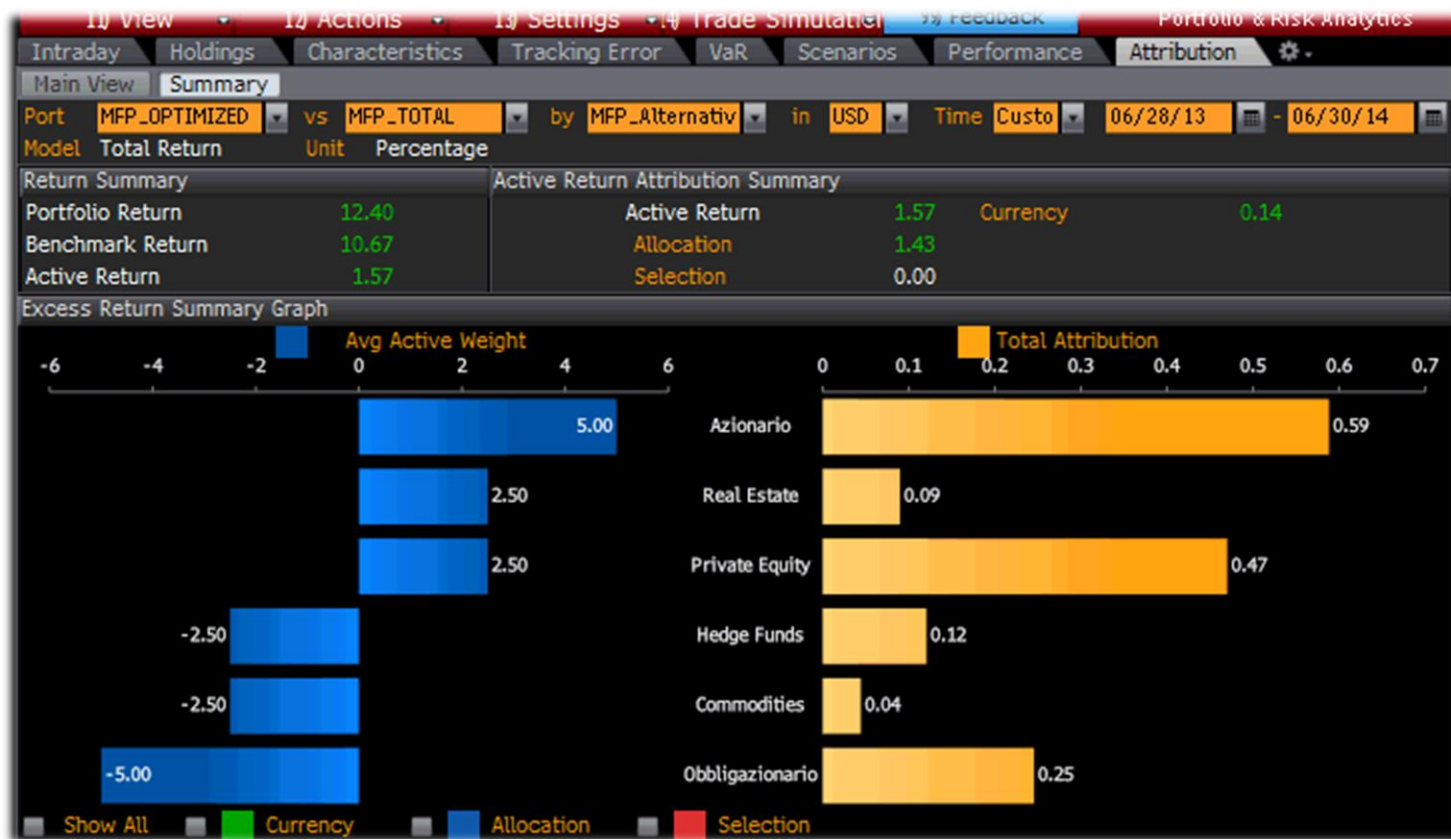 11) View 12) Actions 13) Settings 14) Trade Simulation 99) Feedback Portfolio & Risk Analytics
Intraday Holdings Characteristics Tracking Error VaR Scenarios Performance Attribution
Main View Summary
Port MFP_OPTIMIZED vs MFP_TOTAL by MFP_Alternativ in USD Time Custo 06/28/13 - 06/30/14
Model Total Return Unit Percentage
Return Summary Active Return Attribution Summary
Portfolio Return 12.40 Active Return 1.57 Currency 0.14
Benchmark Return 10.67 Allocation 1.43
Active Return 1.57 Selection 0.00
Excess Return Summary Graph
Avg Active Weight Total Attribution
-6 -4 -2 0 2 4 6 0 0.1 0.2 0.3 0.4 0.5 0.6 0.7
5.00 Azionario 0.59
2.50 Real Estate 0.09
2.50 Private Equity 0.47
-2.50 Hedge Funds 0.12
-2.50 Commodities 0.04
-5.00 Obbligazionario 0.25
Show All Currency Allocation Selection